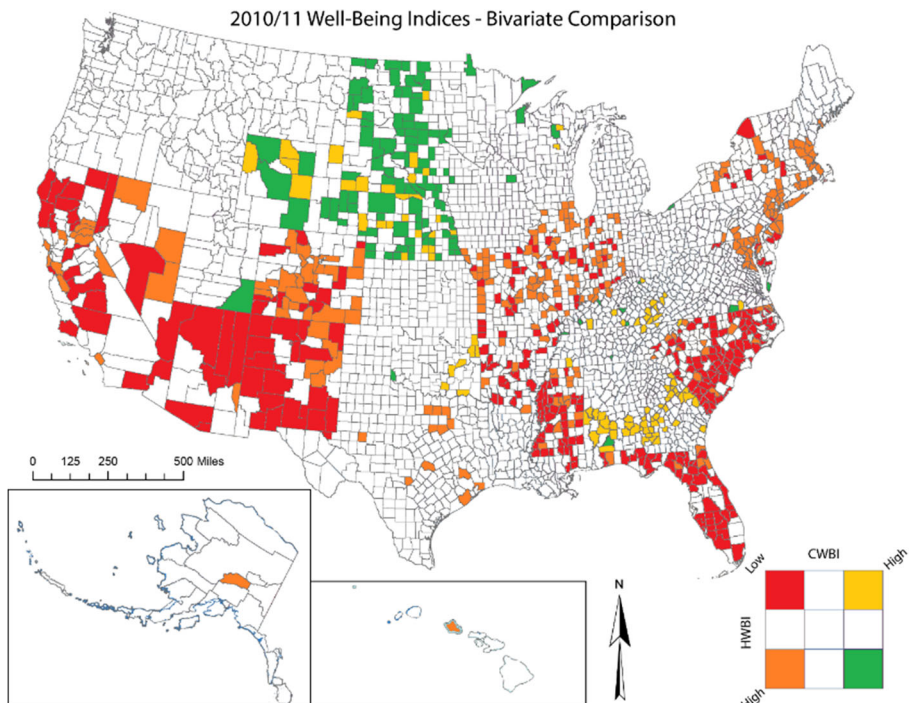 2010/11 Well-Being Indices - Bivariate Comparison
0 125 250 500 Miles
N
Low CWBI High
HWBI
High